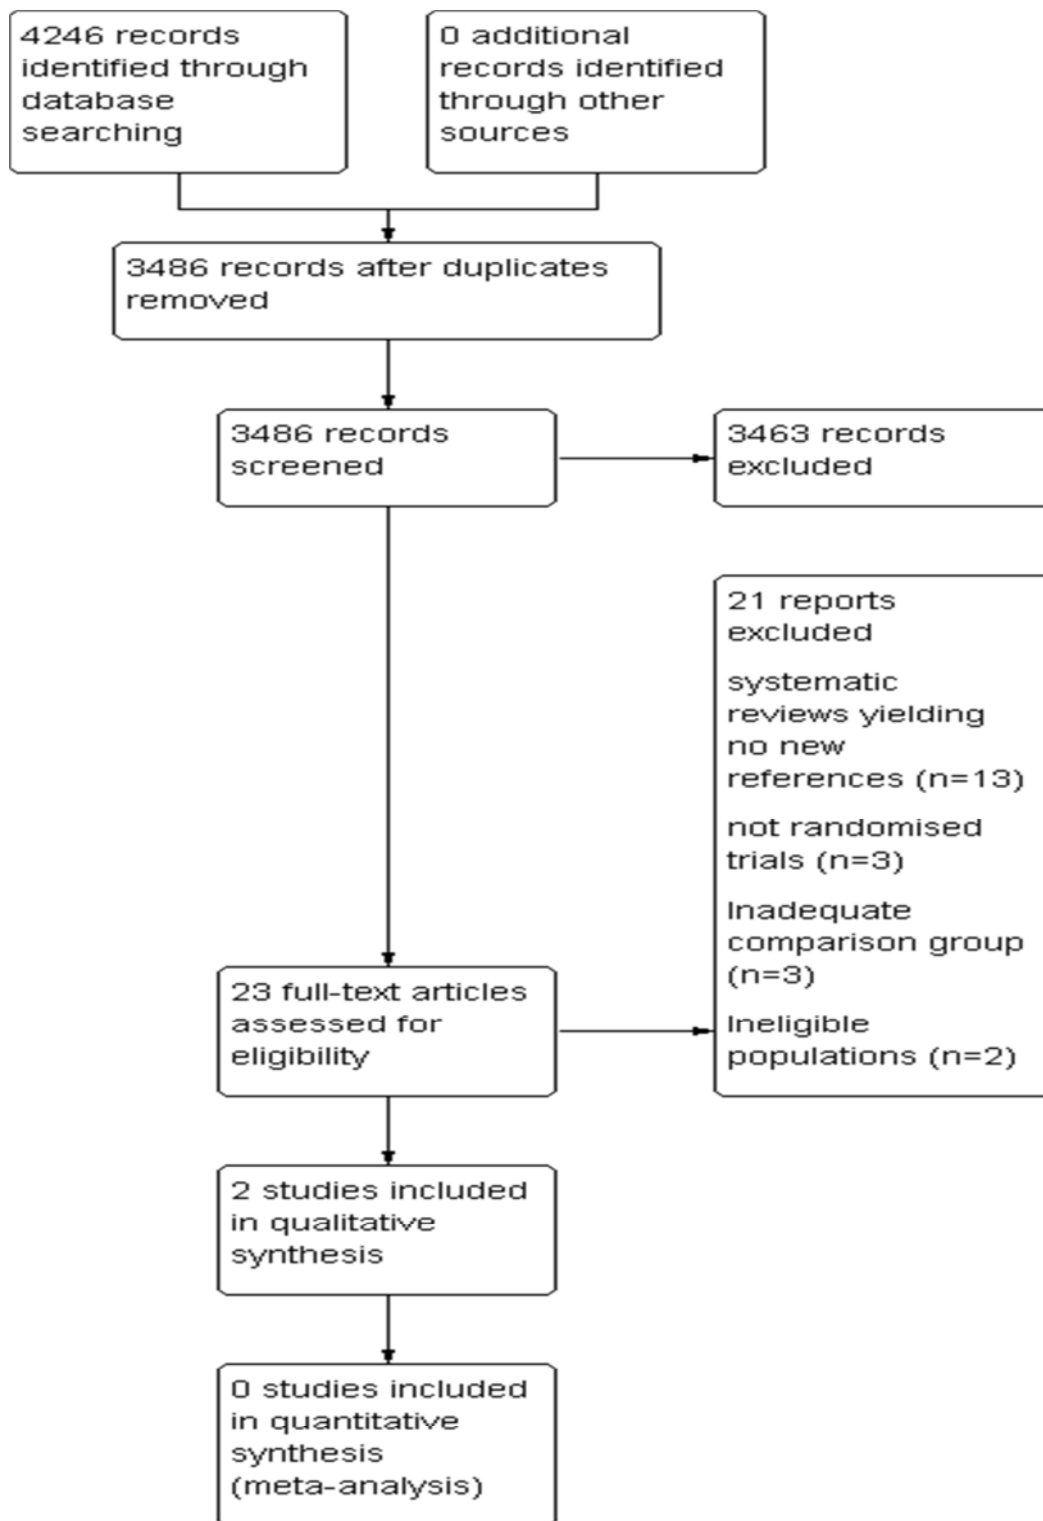 4246 records
identified through
database
searching
0 additional
records identified
through other
sources
3486 records after duplicates
removed
3486 records
screened
3463 records
excluded
21 reports
excluded
systematic
reviews yielding
no new
references (n=13)
not randomised
trials (n=3)
Inadequate
comparison group
(n=3)
Ineligible
populations (n=2)
23 full-text articles
assessed for
eligibility
2 studies included
in qualitative
synthesis
0 studies included
in quantitative
synthesis
(meta-analysis)